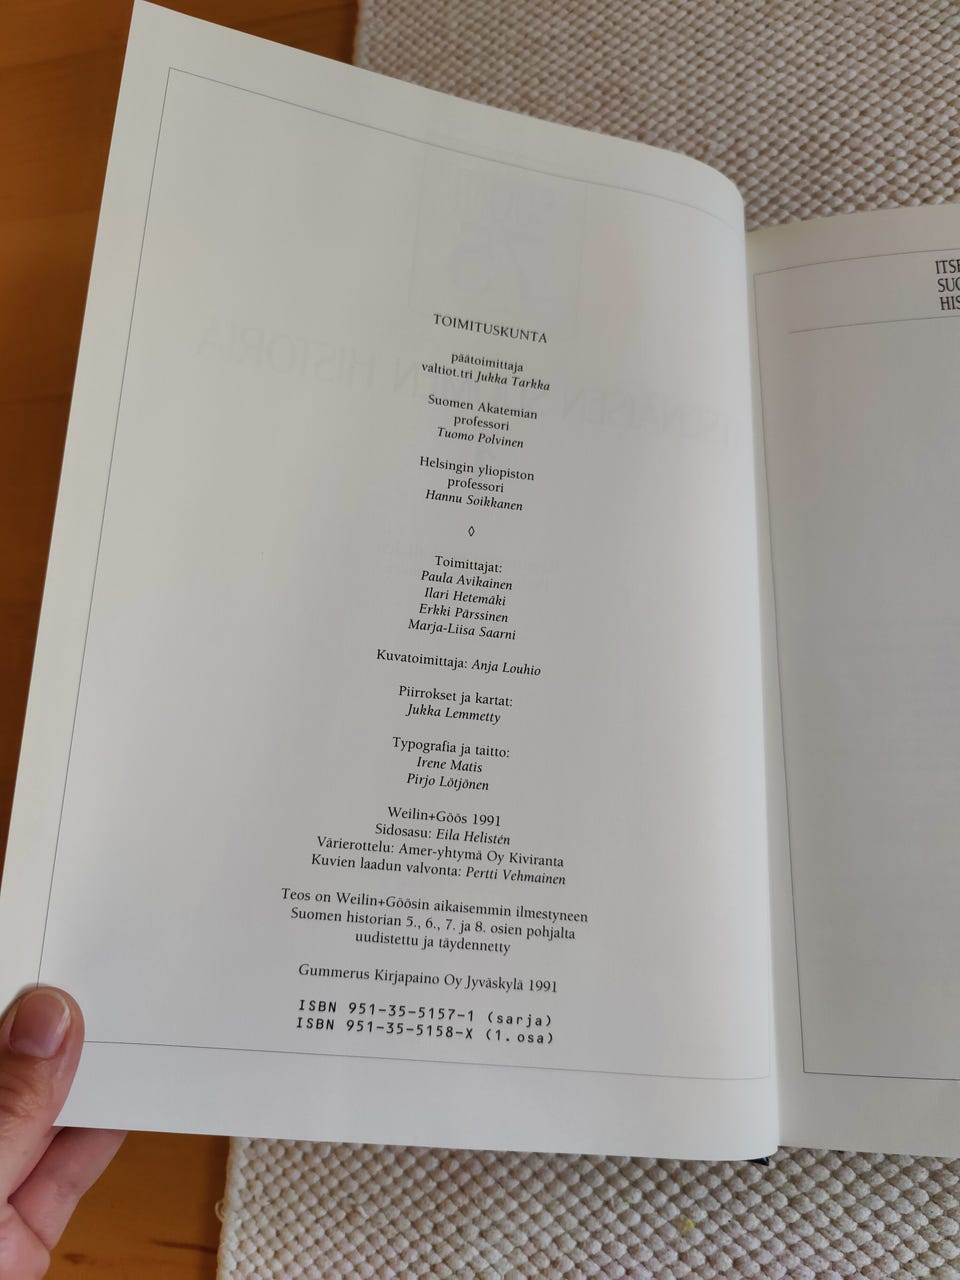 TOIMITUSKUNTA
päätoimittaja
valtiot.tri Jukka Tarkka
Suomen Akatemian
professori
Tuomo Polvinen
Helsingin yliopiston
professori
Hannu Soikkanen
◊
Toimittajat:
Paula Avikainen
Ilari Hetemäki
Erkki Pärssinen
Marja-Liisa Saarni
Kuvatoimittaja: Anja Louhio
Piirrokset ja kartat:
Jukka Lemmetty
Typografia ja taitto:
Irene Matis
Pirjo Lötjönen
Weilin+Göös 1991
Sidosasu: Eila Helistén
Värierottelu: Amer-yhtymä Oy Kiviranta
Kuvien laadun valvonta: Pertti Vehmainen
Teos on Weilin+Göösin aikaisemmin ilmestyneen
Suomen historian 5., 6., 7. ja 8. osien pohjalta
uudistettu ja täydennetty
Gummerus Kirjapaino Oy Jyväskylä 1991
ISBN 951-35-5157-1 (sarja)
ISBN 951-35-5158-X (1. osa)
ITSE
SUO
HIS